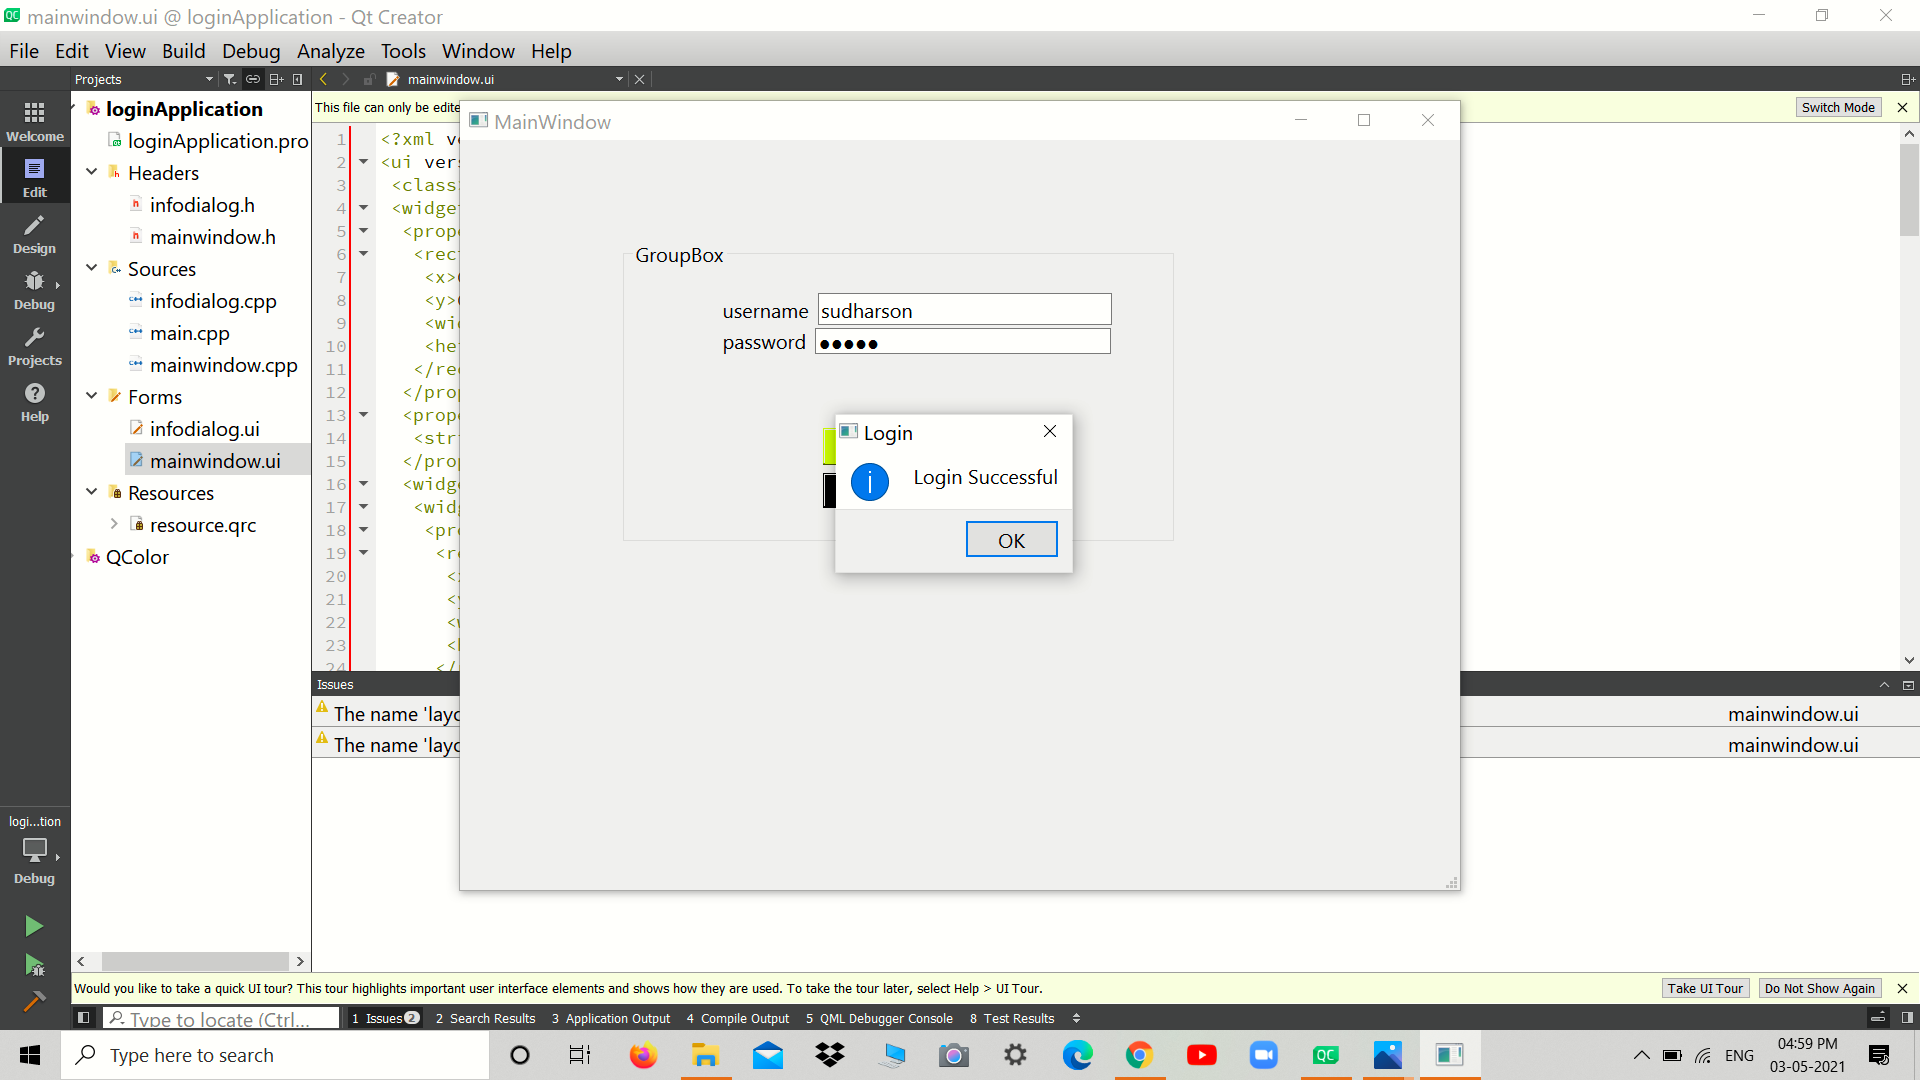 mainwindow.ui @ loginApplication - Qt Creator
File Edit View Build Debug Analyze Tools Window Help
Projects
mainwindow.ui
Welcome
Edit
Design
Debug
Projects
Help
loginApplication
loginApplication.pro
Headers
infodialog.h
mainwindow.h
Sources
infodialog.cpp
main.cpp
mainwindow.cpp
Forms
infodialog.ui
mainwindow.ui
Resources
resource.qrc
QColor
This file can only be edite
Switch Mode
1 <?xml ve
2 <ui vers
3 <class
4 <widge
5 <prope
6 <rect
7 <x>
8 <y>
9 <wid
10 <hei
11 </rec
12 </prop
13 <prope
14 <stri
15 </prop
16 <widge
17 <widg
18 <pro
19 <re
20 <
21 <y
22 <w
23 <h
24 </
MainWindow
GroupBox
username sudharson
password ●●●●●
Login
Login Successful
OK
Issues
The name 'layo mainwindow.ui
The name 'layo mainwindow.ui
logi...tion
Debug
Would you like to take a quick UI tour? This tour highlights important user interface elements and shows how they are used. To take the tour later, select Help > UI Tour.
Take UI Tour
Do Not Show Again
Type to locate (Ctrl...
1 Issues 2
2 Search Results
3 Application Output
4 Compile Output
5 QML Debugger Console
8 Test Results
Type here to search
QC
ENG
04:59 PM
03-05-2021